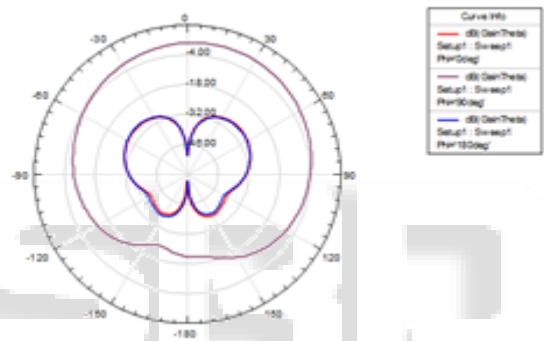 0
-30
30
-4.00
-60
60
-18.00
-32.00
-46.00
-90
90
-120
120
-150
150
-180
Curve Info
dB(GainTheta)
Setup1 : Sweep1
Phi='0deg'
dB(GainTheta)
Setup1 : Sweep1
Phi='90deg'
dB(GainTheta)
Setup1 : Sweep1
Phi='180deg'